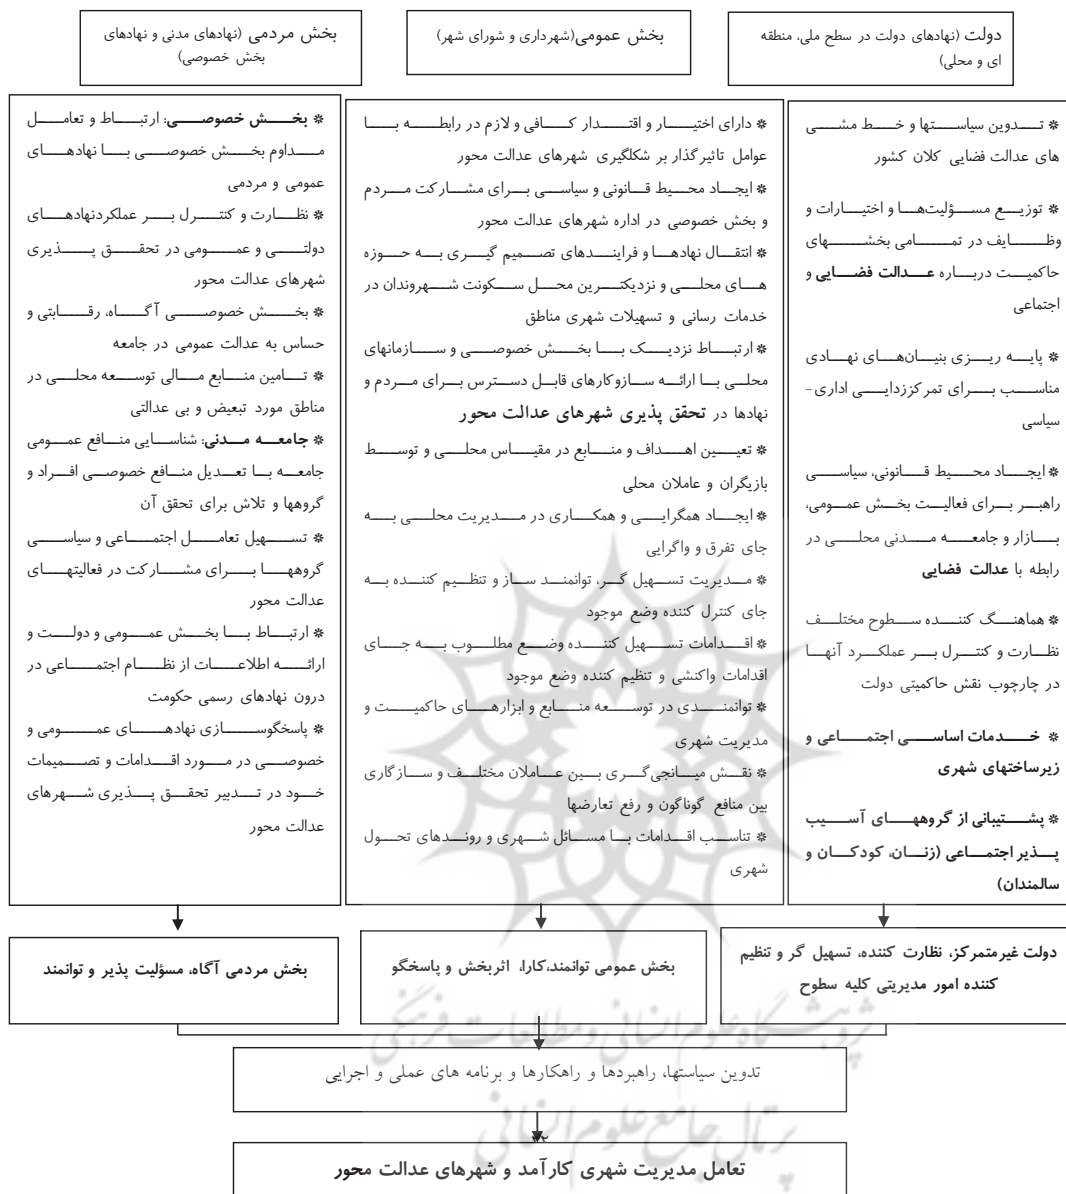 دولت (نهادهای دولت در سطح ملی، منطقه
ای و محلی)
بخش عمومی(شهرداری و شورای شهر)
بخش مردمی (نهادهای مدنی و نهادهای
بخش خصوصی)
* تدوین سیاستها و خط مشی
های عدالت فضایی کلان کشور
* توزیع مسؤلیت‌ها و اختیارات و
وظایف در تمامی بخشهای
حاکمیت درباره عدالت فضایی و
اجتماعی
* پایه ریزی بنیان‌های نهادی
مناسب برای تمرکززدایی اداری-
سیاسی
* ایجاد محیط قانونی، سیاسی
راهبر برای فعالیت بخش عمومی،
بازار و جامعه مدنی محلی در
رابطه با عدالت فضایی
* هماهنگ کننده سطوح مختلف
نظارت و کنترل بر عملکرد آنها
در چارچوب نقش حاکمیتی دولت
* خدمات اساسی اجتماعی و
زیرساختهای شهری
* پشتیبانی از گروههای آسیب
پذیر اجتماعی (زنان، کودکان و
سالمندان)
* دارای اختیار و اقتدار کافی و لازم در رابطه با
عوامل تاثیرگذار بر شکلگیری شهرهای عدالت محور
* ایجاد محیط قانونی و سیاسی برای مشارکت مردم
و بخش خصوصی در اداره شهرهای عدالت محور
* انتقال نهادها و فرایندهای تصمیم گیری به حوزه
های محلی و نزدیکترین محل سکونت شهروندان در
خدمات رسانی و تسهیلات شهری مناطق
* ارتباط نزدیک با بخش خصوصی و سازمانهای
محلی با ارائه سازوکارهای قابل دسترس برای مردم و
نهادها در تحقق پذیری شهرهای عدالت محور
* تعیین اهداف و منابع در مقیاس محلی و توسط
بازیگران و عاملان محلی
* ایجاد همگرایی و همکاری در مدیریت محلی به
جای تفرق و واگرایی
* مدیریت تسهیل گر، توانمند ساز و تنظیم کننده به
جای کنترل کننده وضع موجود
* اقدامات تسهیل کننده وضع مطلوب به جای
اقدامات واکنشی و تنظیم کننده وضع موجود
* توانمندی در توسعه منابع و ابزارهای حاکمیت و
مدیریت شهری
* نقش میانجی‌گری بین عاملان مختلف و سازگاری
بین منافع گوناگون و رفع تعارضها
* تناسب اقدامات با مسائل شهری و روندهای تحول
شهری
* بخش خصوصی: ارتباط و تعامل
مداوم بخش خصوصی با نهادهای
عمومی و مردمی
* نظارت و کنترل بر عملکردنهادهای
دولتی و عمومی در تحقق پذیری
شهرهای عدالت محور
* بخش خصوصی آگاه، رقابتی و
حساس به عدالت عمومی در جامعه
* تامین منابع مالی توسعه محلی در
مناطق مورد تبعیض و بی عدالتی
* جامعه مدنی: شناسایی منافع عمومی
جامعه با تعدیل منافع خصوصی افراد و
گروهها و تلاش برای تحقق آن
* تسهیل تعامل اجتماعی و سیاسی
گروهها برای مشارکت در فعالیتهای
عدالت محور
* ارتباط با بخش عمومی و دولت و
ارائه اطلاعات از نظام اجتماعی در
درون نهادهای رسمی حکومت
* پاسخگوسازی نهادهای عمومی و
خصوصی در مورد اقدامات و تصمیمات
خود در تدبیر تحقق پذیری شهرهای
عدالت محور
دولت غیرمتمرکز، نظارت کننده، تسهیل گر و تنظیم
کننده امور مدیریتی کلیه سطوح
بخش عمومی توانمند،کارا، اثربخش و پاسخگو
بخش مردمی آگاه، مسؤلیت پذیر و توانمند
پژوهشگاه علوم انسانی و مطالعات فرهنگی
تدوین سیاستها، راهبردها و راهکارها و برنامه های عملی و اجرایی
پرتال جامع علوم انسانی
تعامل مدیریت شهری کارآمد و شهرهای عدالت محور